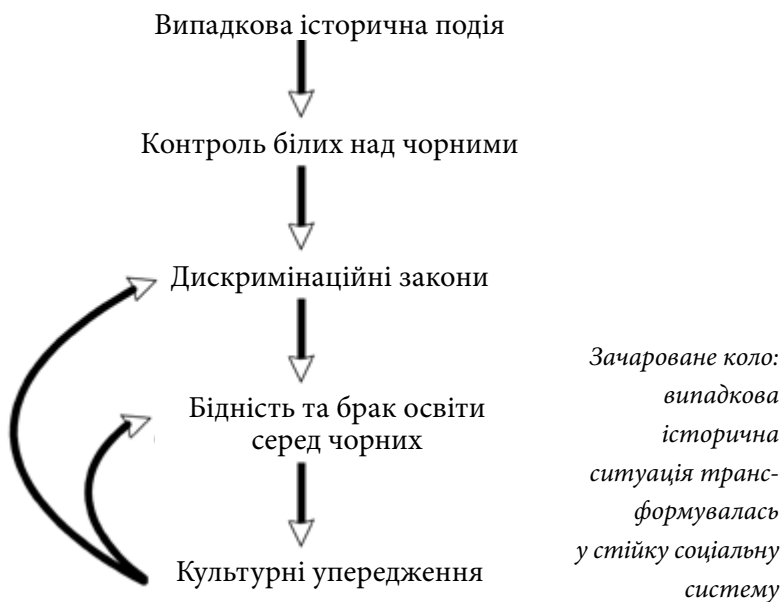 Випадкова історична подія
Контроль білих над чорними
Дискримінаційні закони
Бідність та брак освіти
серед чорних
Культурні упередження
Зачароване коло:
випадкова
історична
ситуація транс-
формувалась
у стійку соціальну
систему